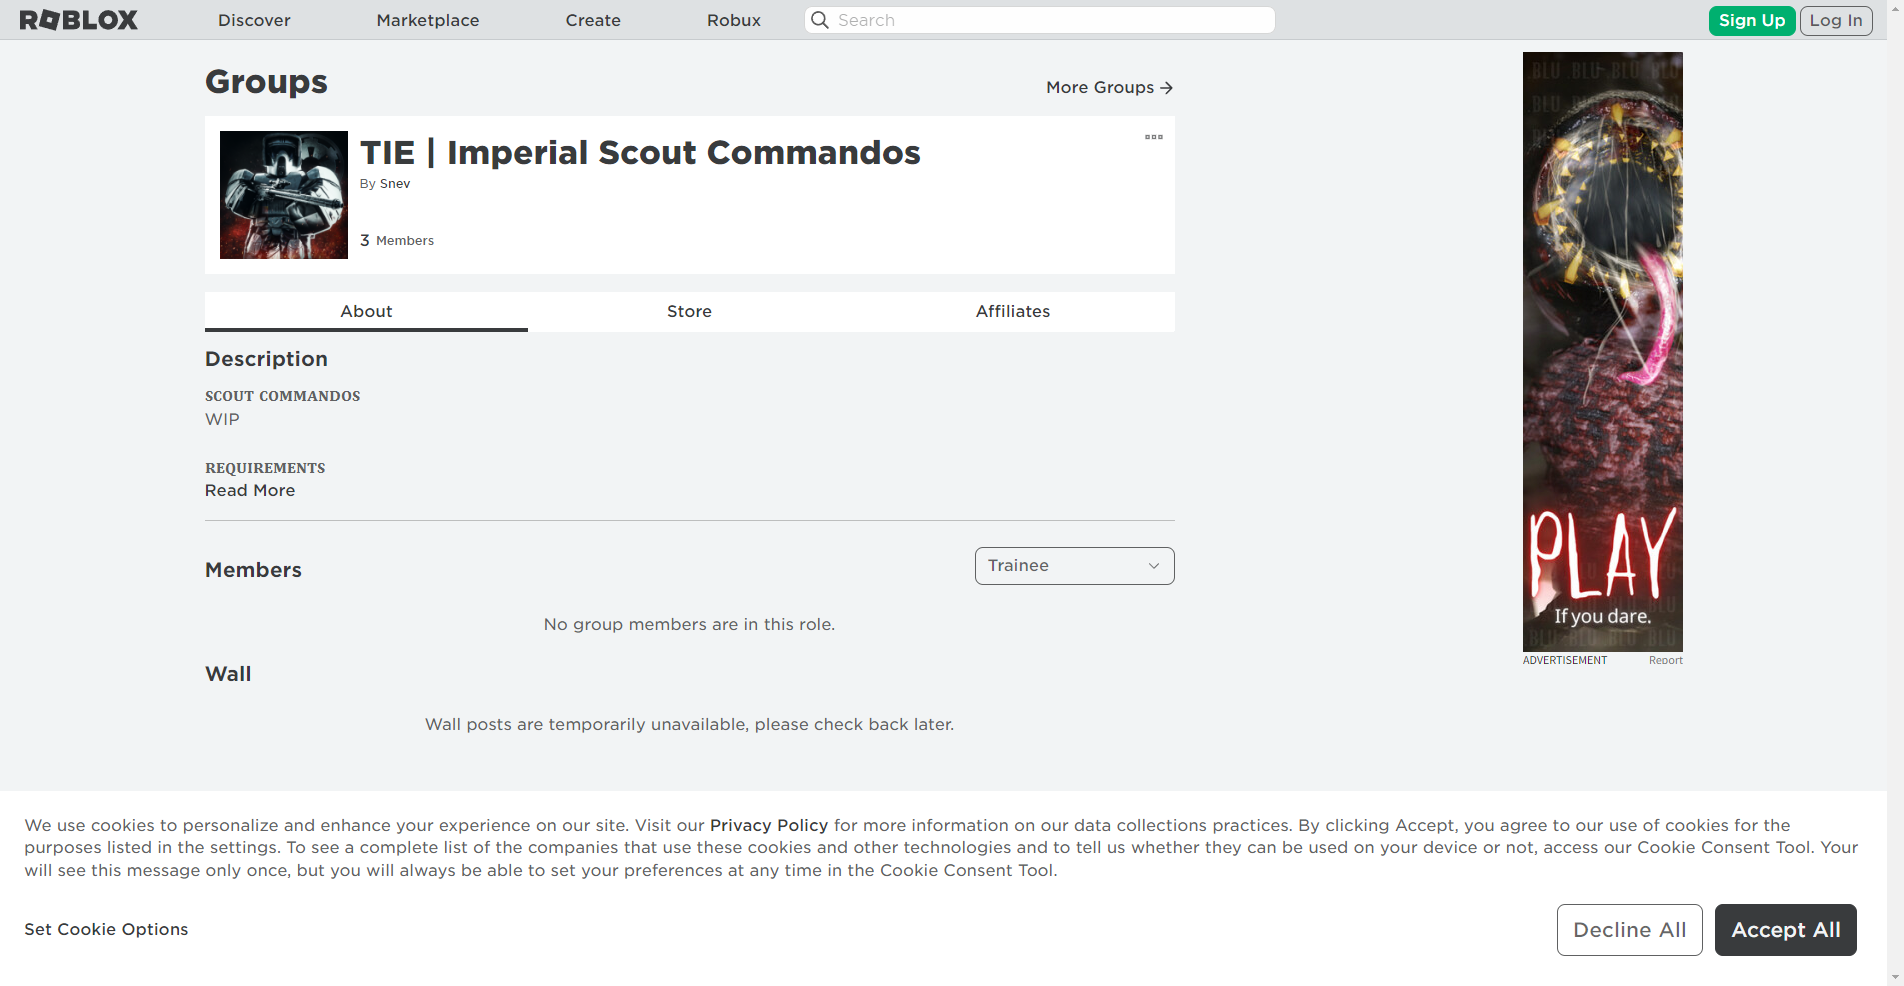 ROBLOX
Discover
Marketplace
Create
Robux
Search
Sign Up
Log In
Groups
More Groups →
TIE | Imperial Scout Commandos
By Snev
3 Members
About
Store
Affiliates
Description
SCOUT COMMANDOS
WIP
REQUIREMENTS
Read More
Members
Trainee
No group members are in this role.
Wall
Wall posts are temporarily unavailable, please check back later.
BLU BLU BLU BLU
PLAY
If you dare.
ADVERTISEMENT
Report
We use cookies to personalize and enhance your experience on our site. Visit our Privacy Policy for more information on our data collections practices. By clicking Accept, you agree to our use of cookies for the
purposes listed in the settings. To see a complete list of the companies that use these cookies and other technologies and to tell us whether they can be used on your device or not, access our Cookie Consent Tool. Your
will see this message only once, but you will always be able to set your preferences at any time in the Cookie Consent Tool.
Set Cookie Options
Decline All
Accept All